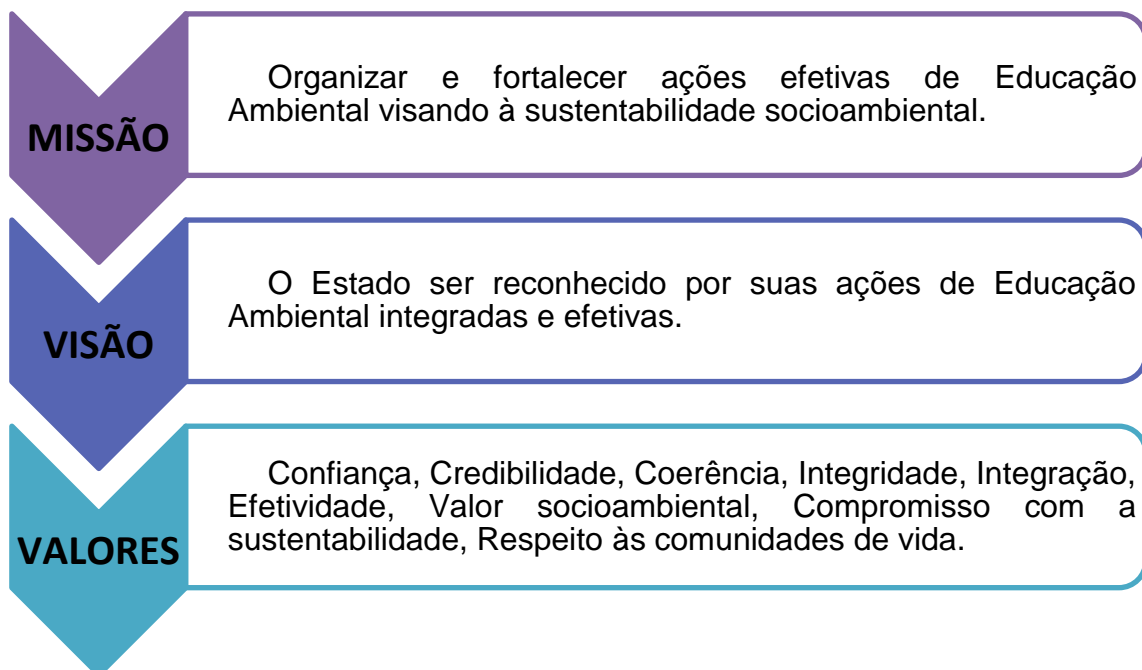 MISSÃO
Organizar e fortalecer ações efetivas de Educação
Ambiental visando à sustentabilidade socioambiental.
VISÃO
O Estado ser reconhecido por suas ações de Educação
Ambiental integradas e efetivas.
VALORES
Confiança, Credibilidade, Coerência, Integridade, Integração,
Efetividade, Valor socioambiental, Compromisso com a
sustentabilidade, Respeito às comunidades de vida.